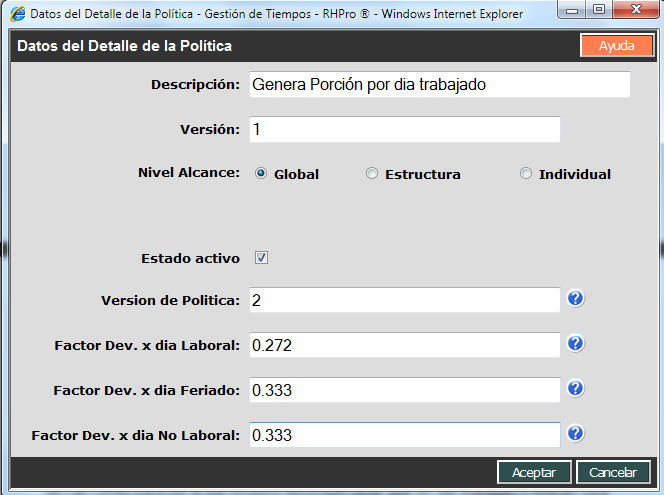 Datos del Detalle de la Política - Gestión de Tiempos - RHPro ® - Windows Internet Explorer
Datos del Detalle de la Política Ayuda
Descripción: Genera Porción por dia trabajado
Versión: 1
Nivel Alcance: Global Estructura Individual
Estado activo
Version de Politica: 2 ?
Factor Dev. x dia Laboral: 0.272 ?
Factor Dev. x dia Feriado: 0.333 ?
Factor Dev. x dia No Laboral: 0.333 ?
Aceptar Cancelar